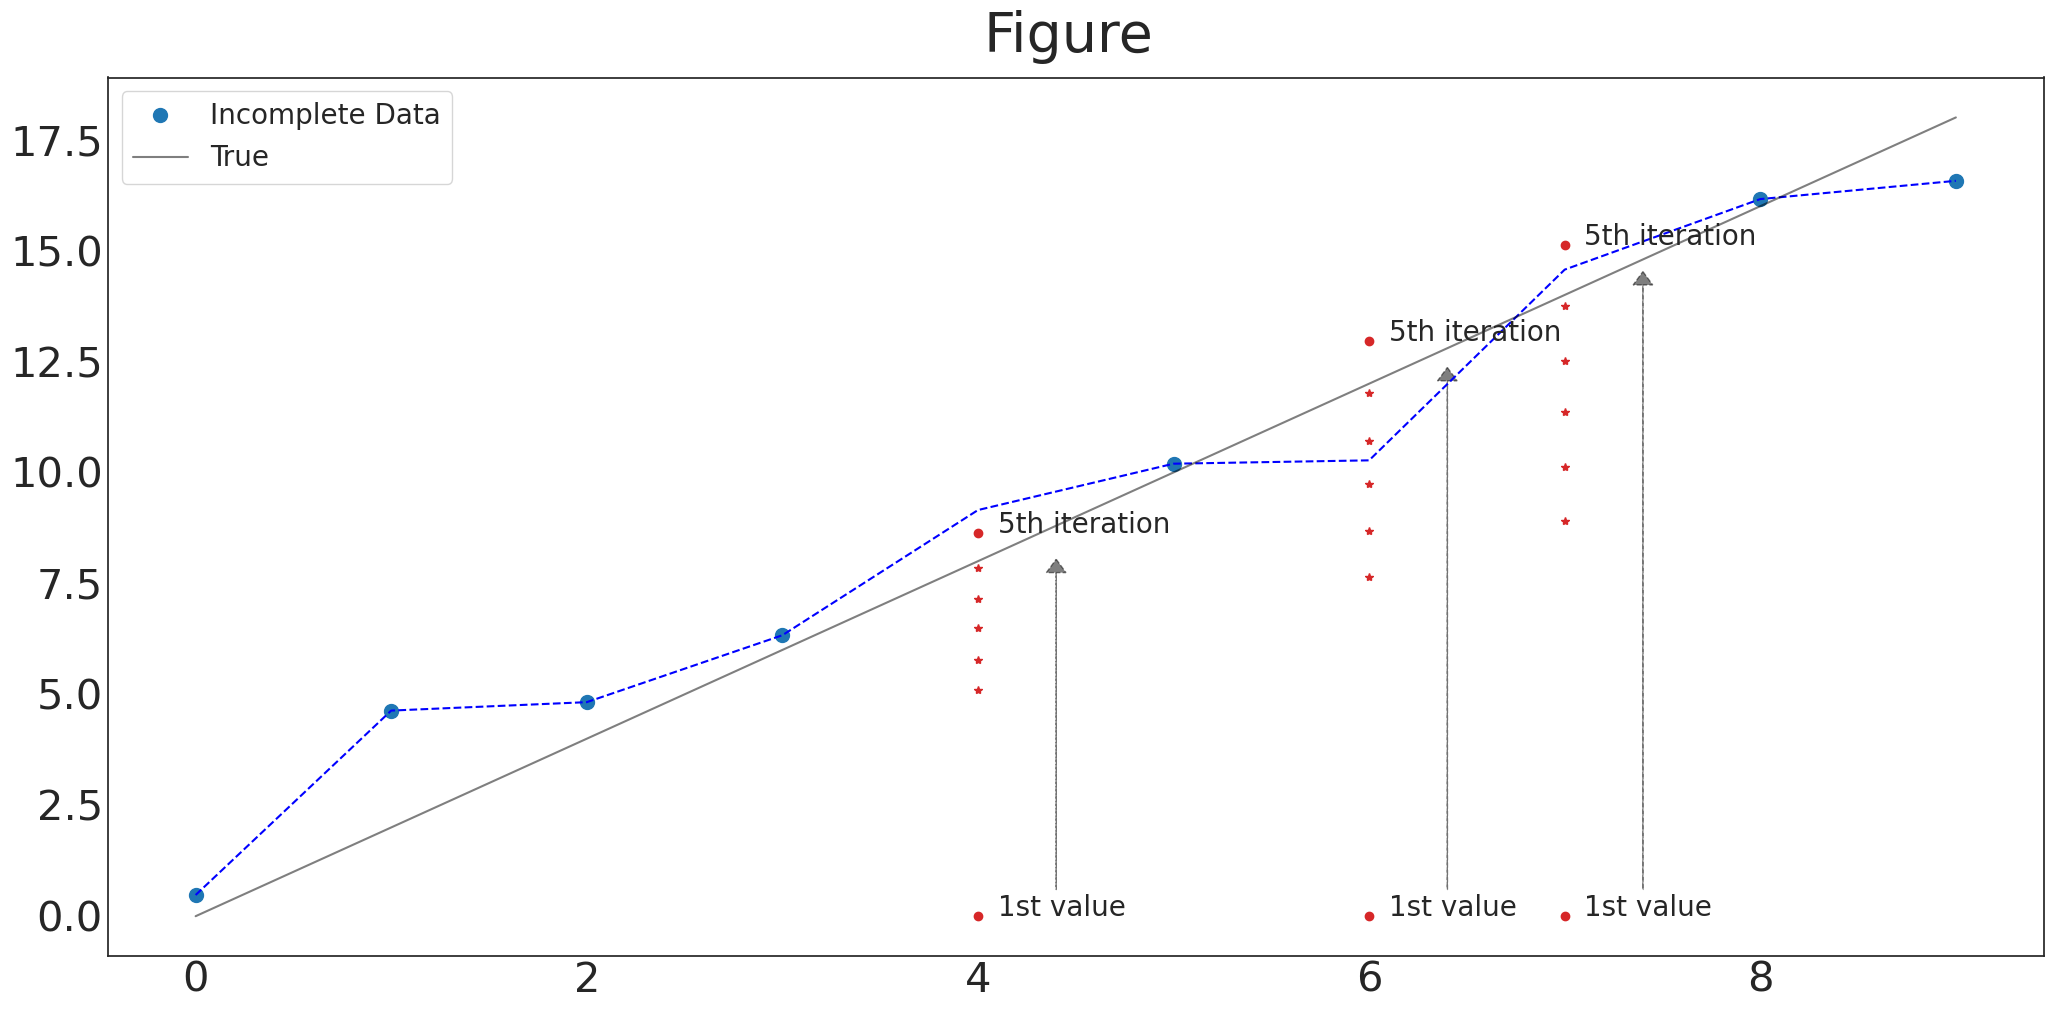 Figure
Incomplete Data
True
17.5
15.0
12.5
10.0
7.5
5.0
2.5
0.0
5th iteration
5th iteration
5th iteration
1st value
1st value
1st value
0
2
4
6
8